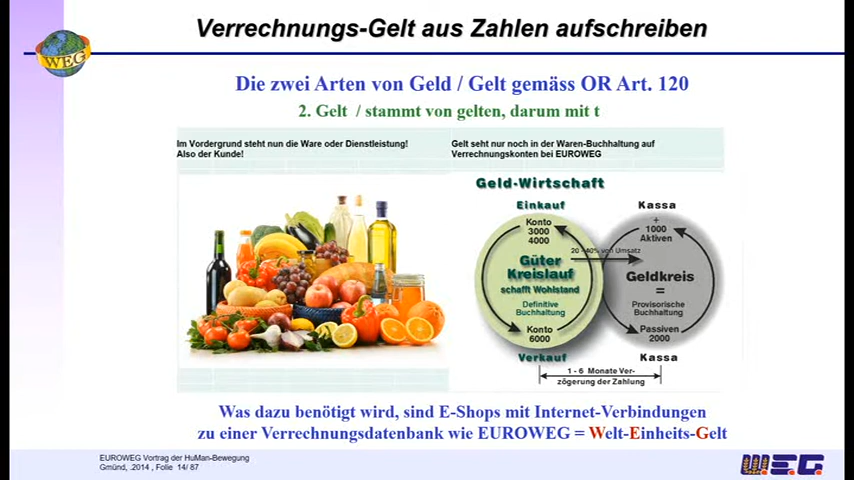 Verrechnungs-Gelt aus Zahlen aufschreiben
WEG
Die zwei Arten von Geld / Gelt gemäss OR Art. 120
2. Gelt / stammt von gelten, darum mit t
Im Vordergrund steht nun die Ware oder Dienstleistung!
Also der Kunde!
Gelt seht nur noch in der Waren-Buchhaltung auf
Verrechnungskonten bei EUROWEG
Geld-Wirtschaft
Einkauf
Konto
3000
4000
Güter
Kreislauf
schafft Wohlstand
Definitive
Buchhaltung
Konto
6000
Verkauf
20 - 40% von Umsatz
Kassa
+
1000
Aktiven
Geldkreis
=
Provisorische
Buchhaltung
Passiven
2000
Kassa
1 - 6 Monate Ver-
zögerung der Zahlung
Was dazu benötigt wird, sind E-Shops mit Internet-Verbindungen
zu einer Verrechnungsdatenbank wie EUROWEG = Welt-Einheits-Gelt
EUROWEG Vortrag der HuMan-Bewegung
Gmünd, .2014 , Folie 14/ 87
W.E.G.